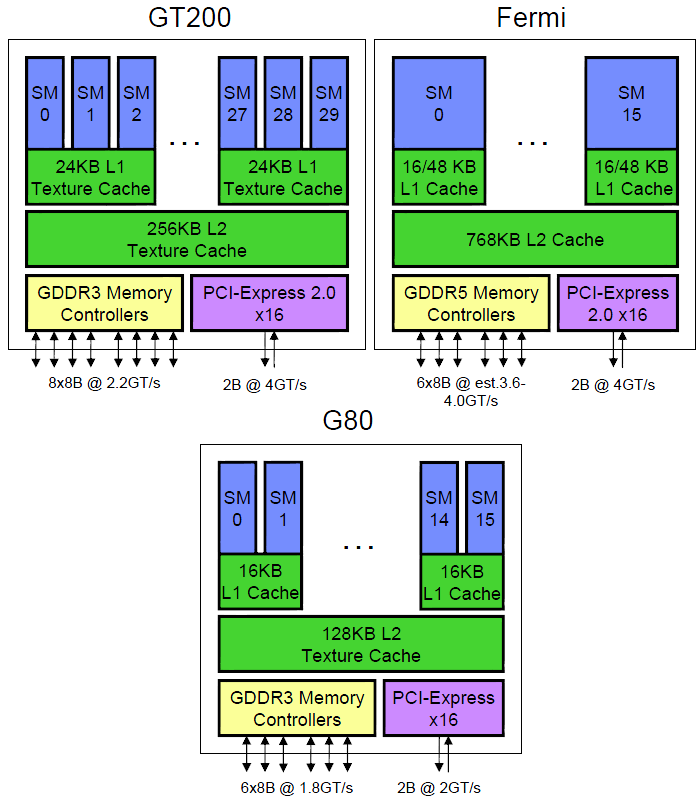 GT200
SM
0
SM
1
SM
2
. . .
SM
27
SM
28
SM
29
24KB L1
Texture Cache
24KB L1
Texture Cache
256KB L2
Texture Cache
GDDR3 Memory
Controllers
PCI-Express 2.0
x16
8x8B @ 2.2GT/s
2B @ 4GT/s
Fermi
SM
0
. . .
SM
15
16/48 KB
L1 Cache
16/48 KB
L1 Cache
768KB L2 Cache
GDDR5 Memory
Controllers
PCI-Express
2.0 x16
6x8B @ est.3.6-
4.0GT/s
2B @ 4GT/s
G80
SM
0
SM
1
. . .
SM
14
SM
15
16KB
L1 Cache
16KB
L1 Cache
128KB L2
Texture Cache
GDDR3 Memory
Controllers
PCI-Express
x16
6x8B @ 1.8GT/s
2B @ 2GT/s